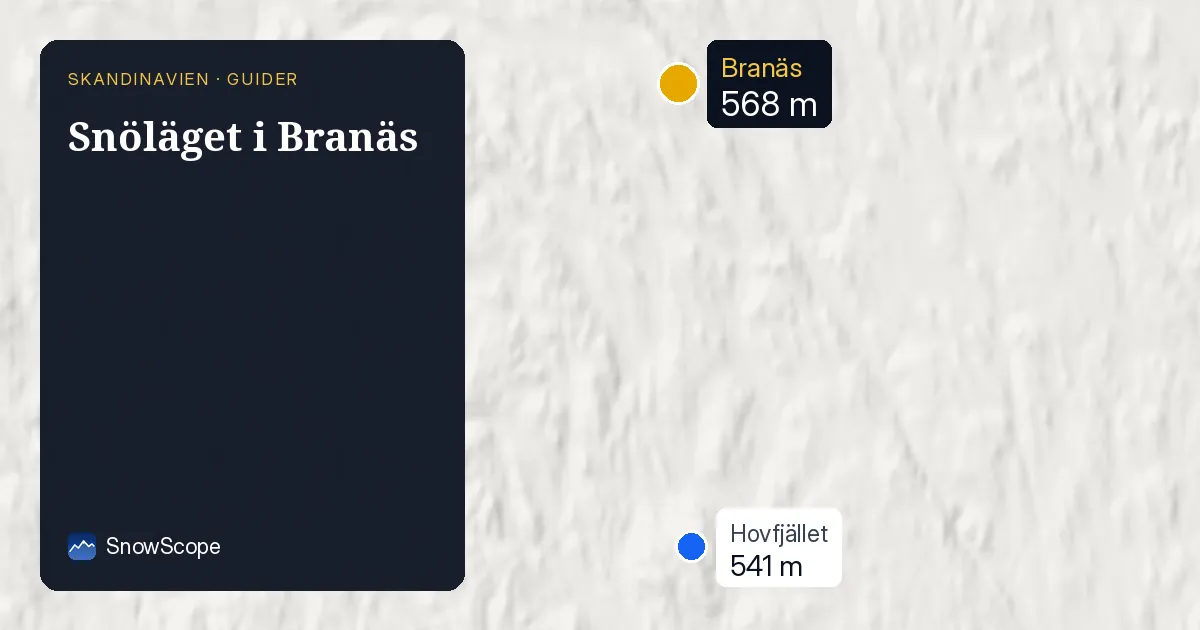 SKANDINAVIEN · GUIDER
Snöläget i Branäs
SnowScope
Branäs
568 m
Hovfjället
541 m